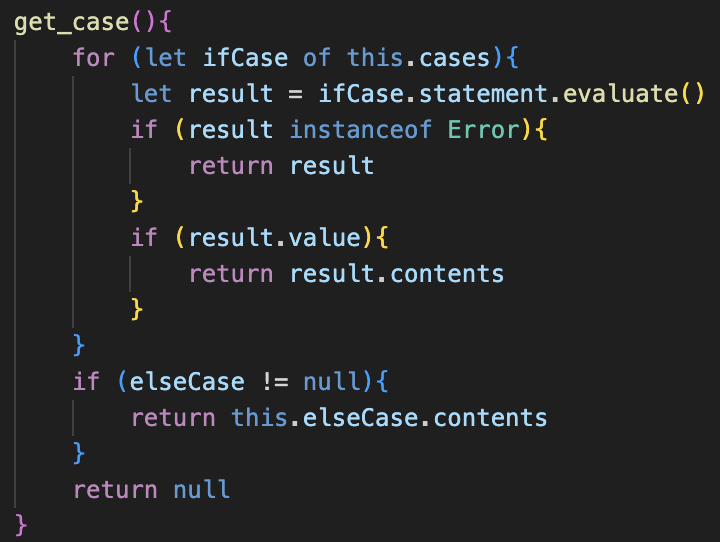 get_case(){
    for (let ifCase of this.cases){
        let result = ifCase.statement.evaluate()
        if (result instanceof Error){
            return result
        }
        if (result.value){
            return result.contents
        }
    }
    if (elseCase != null){
        return this.elseCase.contents
    }
    return null
}